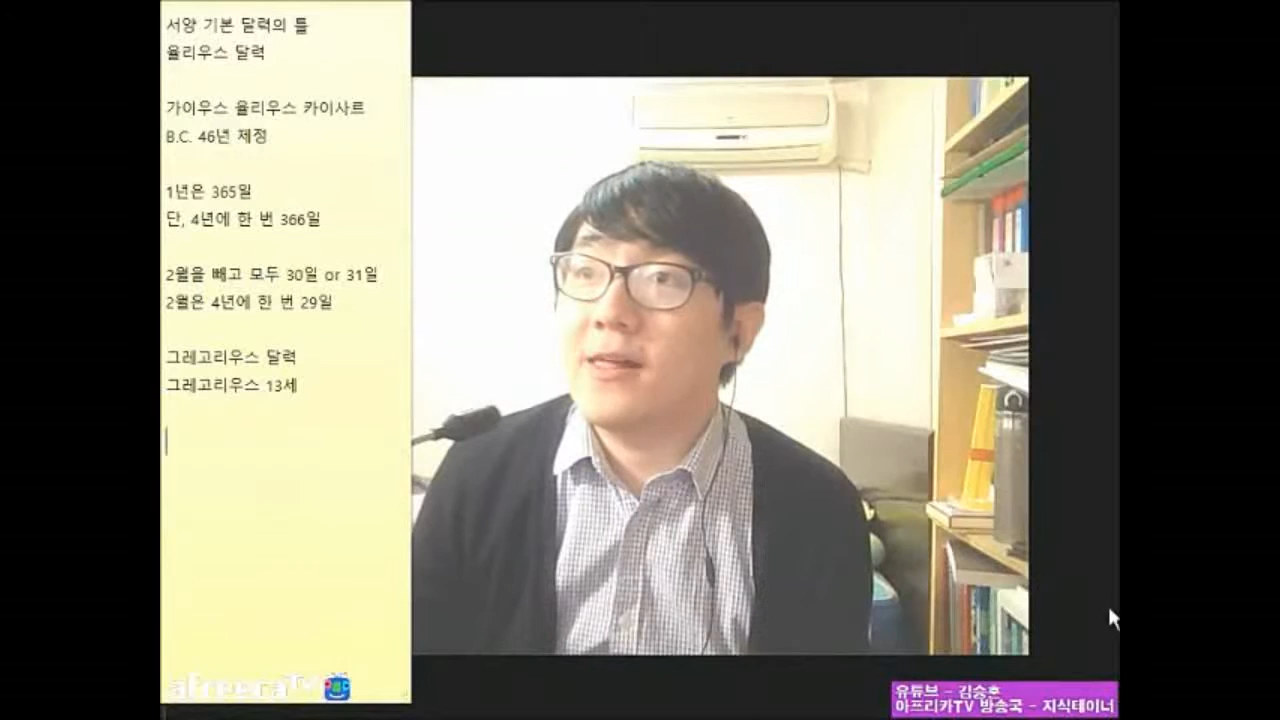 서양 기본 달력의 틀
율리우스 달력
가이우스 율리우스 카이사르
B.C. 46년 제정
1년은 365일
단, 4년에 한 번 366일
2월을 빼고 모두 30일 or 31일
2월은 4년에 한 번 29일
그레고리우스 달력
그레고리우스 13세
afreecaTV
유튜브 - 김승훈
아프리카TV 방송국 - 지식테이너